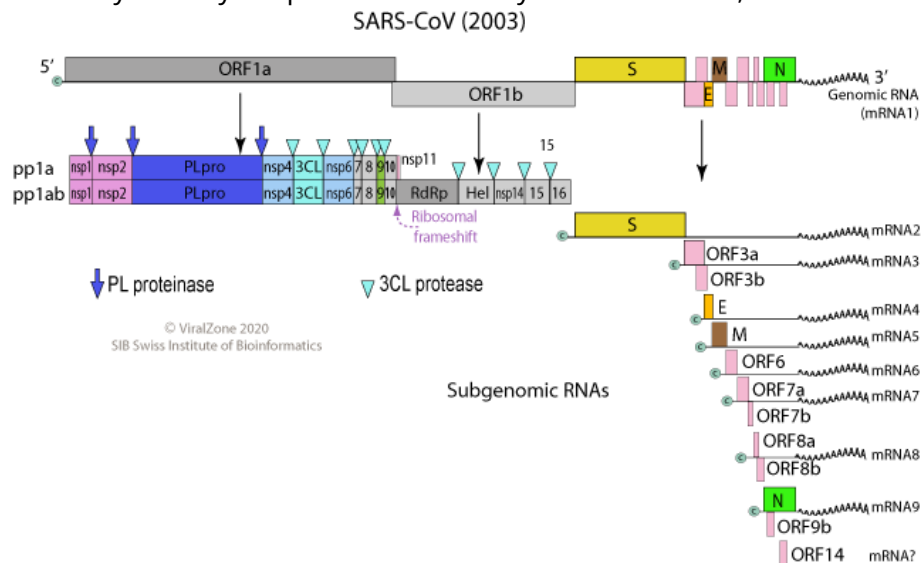 SARS-CoV (2003)
5' ORF1a S M N 3'
ORF1b E Genomic RNA
(mRNA1)
15
pp1a nsp1 nsp2 PLpro nsp4 3CL nsp6 7 8 9 10 nsp11
pp1ab nsp1 nsp2 PLpro nsp4 3CL nsp6 7 8 9 10 RdRp Hel nsp14 15 16
Ribosomal
frameshift
S mRNA2
ORF3a mRNA3
ORF3b
PL proteinase 3CL protease
E mRNA4
© ViralZone 2020
SIB Swiss Institute of Bioinformatics
M mRNA5
ORF6 mRNA6
Subgenomic RNAs
ORF7a mRNA7
ORF7b
ORF8a mRNA8
ORF8b
N mRNA9
ORF9b
ORF14 mRNA?